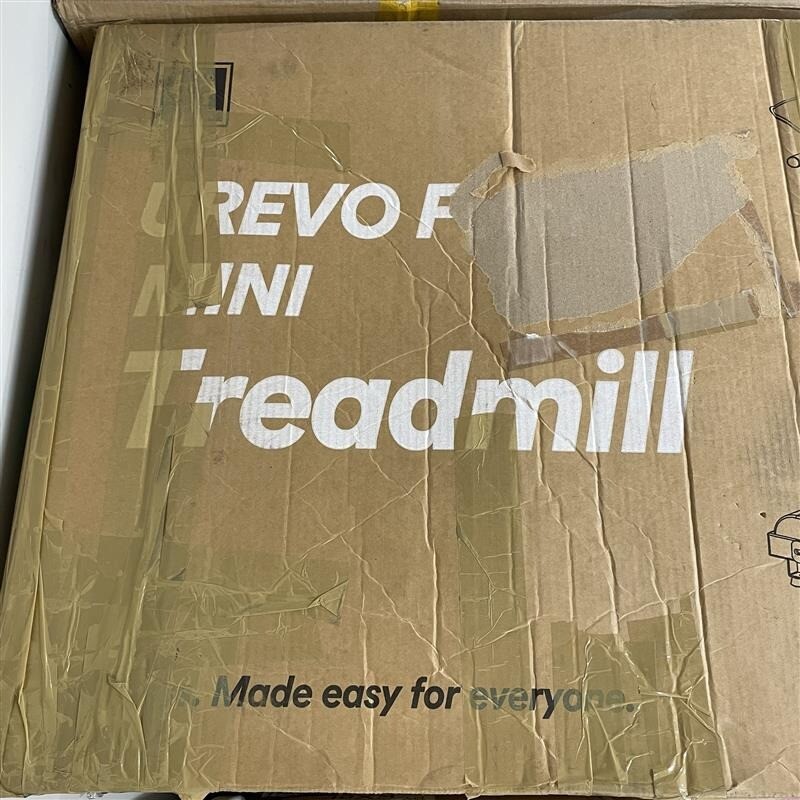 UREVO F
MINI
Treadmill
Made easy for everyone.